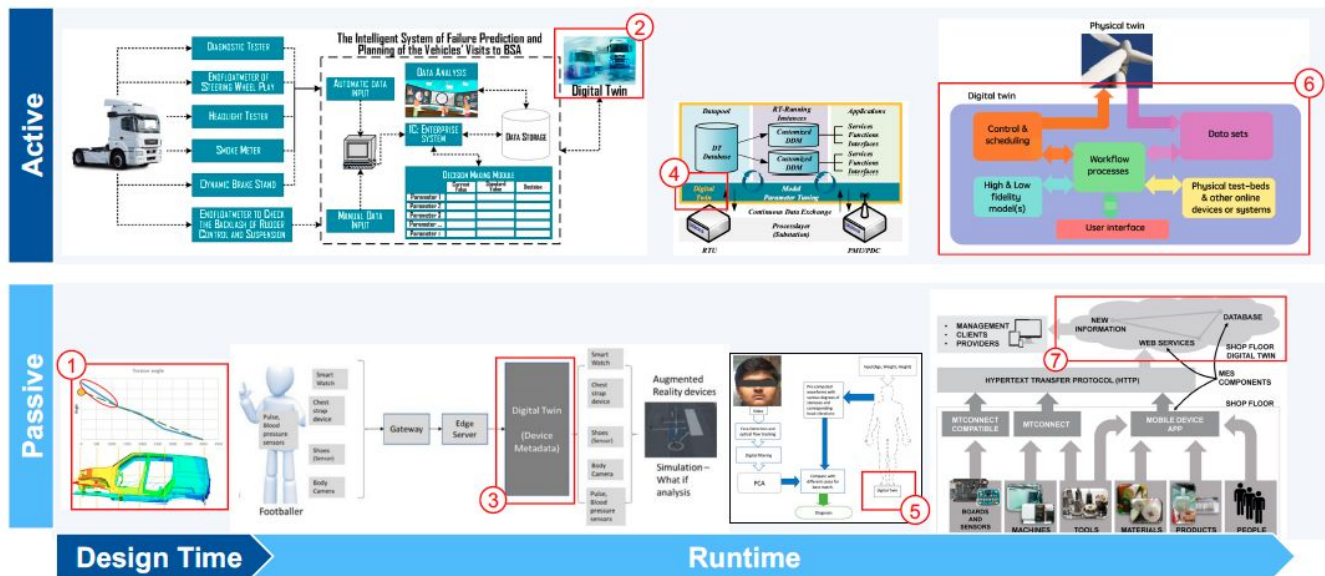 Active
The Intelligent System of Failure Prediction and
Planning of the Vehicles' Visits to BSA
Diagnostic Tester
Steering Wheel Play
Headlight Tester
Smoke Meter
Dynamic Brake Stand
the Backlash of Rudder
Control and Suspension
Automatic data
input
Manual Data
Input
Data Analysis
1C: Enterprise
system
Data Storage
Decision Making Module
Current
Value
Standard
Value
Decision
Parameter 1
Parameter 2
Parameter 3
Parameter ...
2
Digital Twin
Datapool
RT-Running
Instances
Applications
DT
Database
Customized
DDM
Customized
DDM
Services
Functions
Interfaces
Services
Functions
Interfaces
4
Digital
Twin
Model
Parameter Tuning
Continuous Data Exchange
Processlayer
(Substation)
RTU
PMU/PDC
Physical twin
6
Digital twin
Control &
scheduling
Data sets
Workflow
processes
High & Low
fidelity
model(s)
Physical test-beds
& other online
devices or systems
User interface
Passive
1
Pulse,
Blood
pressure
sensors
Footballer
Smart
Watch
Chest
strap
device
Shoes
(Sensor)
Body
Camera
Gateway
Edge
Server
Digital Twin
(Device
Metadata)
3
Smart
Watch
Chest
strap
device
Shoes
(Sensor)
Body
Camera
Pulse,
Blood
pressure
sensors
Augmented
Reality devices
Simulation –
What if
analysis
Video
Digital filtering
PCA
Compare with
Diagnosis
Digital Twin
5
• MANAGEMENT
• CLIENTS
• PROVIDERS
NEW
INFORMATION
DATABASE
WEB SERVICES
7
SHOP FLOOR
DIGITAL TWIN
MES
COMPONENTS
HYPERTEXT TRANSFER PROTOCOL (HTTP)
SHOP FLOOR
MTCONNECT
COMPATIBLE
MTCONNECT
MOBILE DEVICE
APP
BOARDS
AND
SENSORS
MACHINES
TOOLS
MATERIALS
PRODUCTS
PEOPLE
Design Time
Runtime